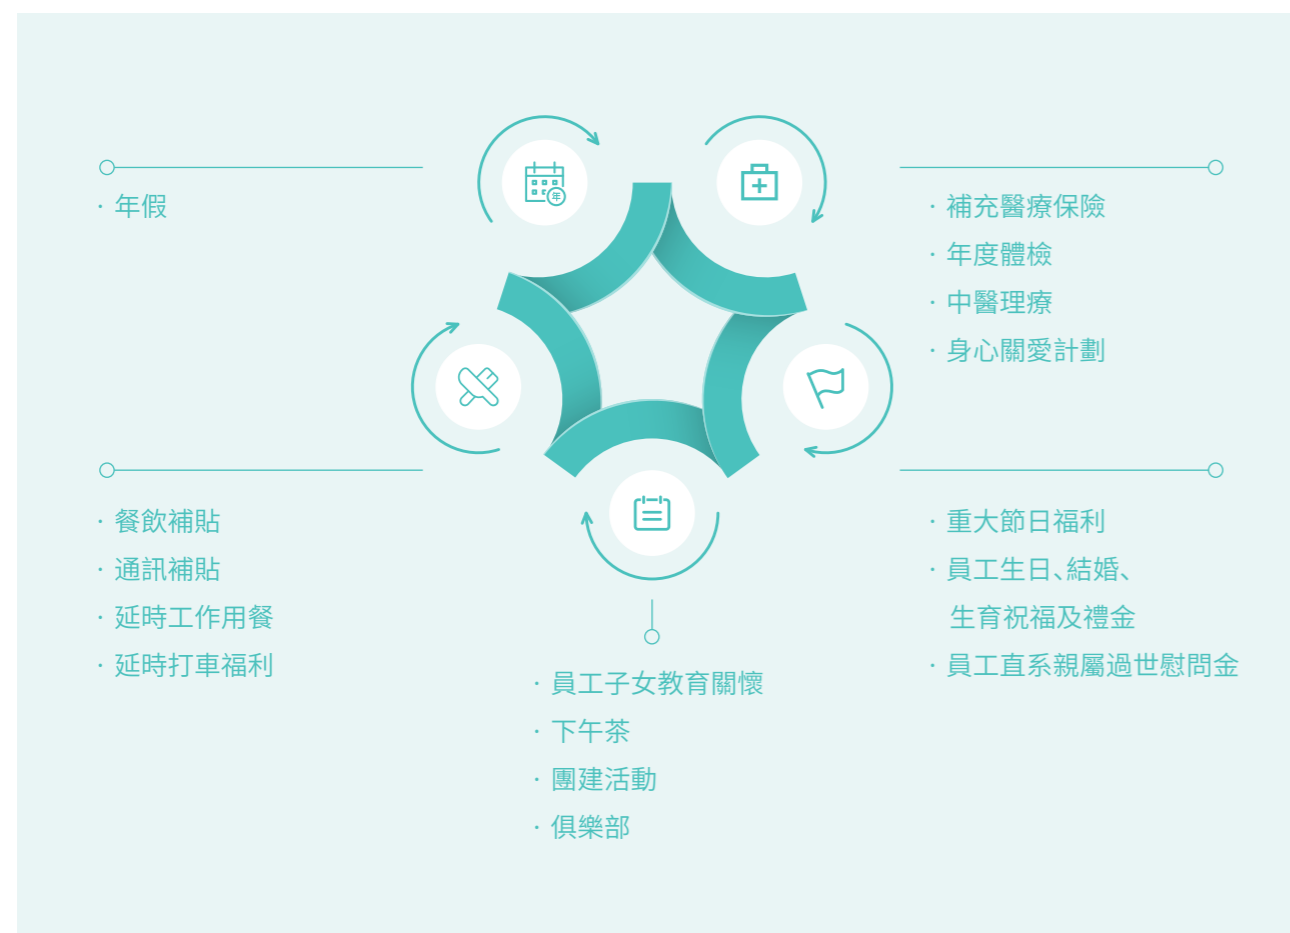 年
· 年假
· 補充醫療保險
· 年度體檢
· 中醫理療
· 身心關愛計劃
· 餐飲補貼
· 通訊補貼
· 延時工作用餐
· 延時打車福利
· 重大節日福利
· 員工生日、結婚、
生育祝福及禮金
· 員工直系親屬過世慰問金
· 員工子女教育關懷
· 下午茶
· 團建活動
· 俱樂部